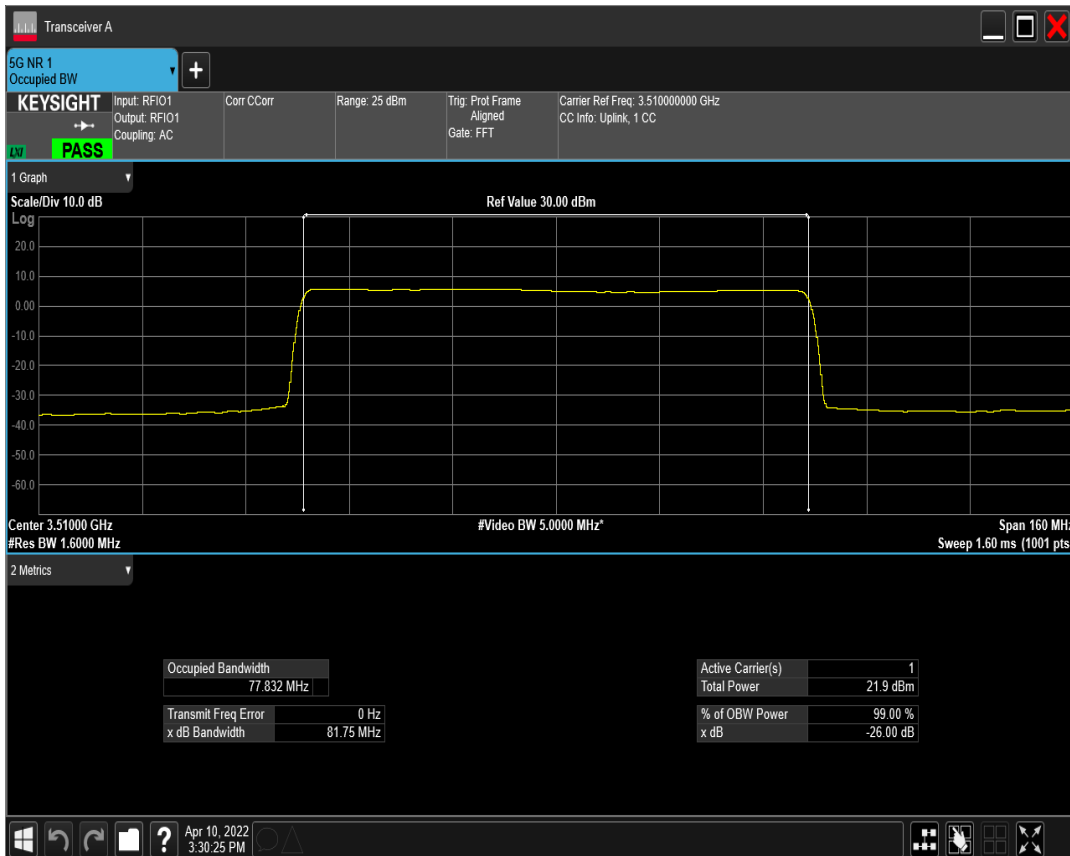 Transceiver A
5G NR 1
Occupied BW
+
KEYSIGHT
LXI
PASS
Input: RFIO1
Output: RFIO1
Coupling: AC
Corr CCorr
Range: 25 dBm
Trig: Prot Frame
Aligned
Gate: FFT
Carrier Ref Freq: 3.510000000 GHz
CC Info: Uplink, 1 CC
1 Graph
Scale/Div 10.0 dB
Ref Value 30.00 dBm
Log
20.0
10.0
0.00
-10.0
-20.0
-30.0
-40.0
-50.0
-60.0
Center 3.51000 GHz
#Video BW 5.0000 MHz*
Span 160 MHz
#Res BW 1.6000 MHz
Sweep 1.60 ms (1001 pts
2 Metrics
Occupied Bandwidth
77.832 MHz
Transmit Freq Error 0 Hz
x dB Bandwidth 81.75 MHz
Active Carrier(s) 1
Total Power 21.9 dBm
% of OBW Power 99.00 %
x dB -26.00 dB
?
Apr 10, 2022
3:30:25 PM